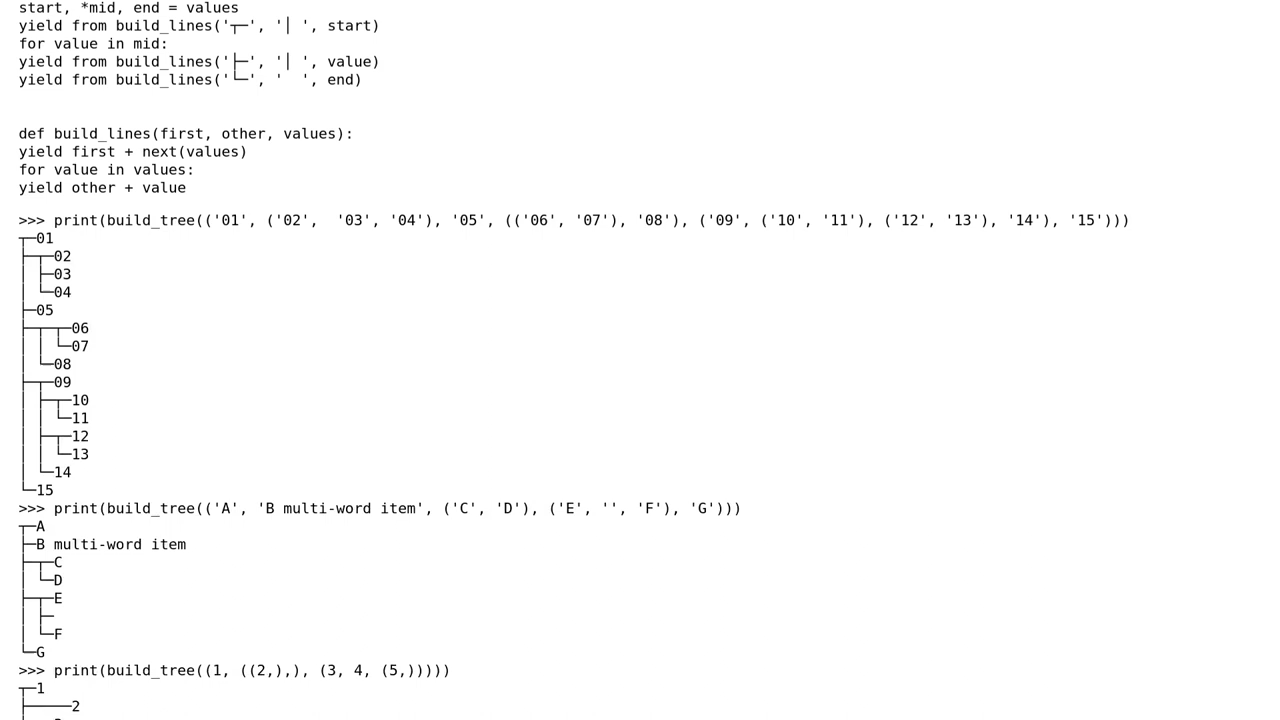 start, *mid, end = values
yield from build_lines('┬─', '│ ', start)
for value in mid:
yield from build_lines('├─', '│ ', value)
yield from build_lines('└─', '  ', end)
def build_lines(first, other, values):
yield first + next(values)
for value in values:
yield other + value
>>> print(build_tree(('01', ('02',  '03', '04'), '05', (('06', '07'), '08'), ('09', ('10', '11'), ('12', '13'), '14'), '15')))
┬─01
├─┬─02
│ ├─03
│ └─04
├─05
├─┬─┬─06
│ │ └─07
│ └─08
├─┬─09
│ ├─┬─10
│ │ └─11
│ ├─┬─12
│ │ └─13
│ └─14
└─15
>>> print(build_tree(('A', 'B multi-word item', ('C', 'D'), ('E', '', 'F'), 'G')))
┬─A
├─B multi-word item
├─┬─C
│ └─D
├─┬─E
│ ├─
│ └─F
└─G
>>> print(build_tree((1, ((2,),), (3, 4, (5,)))))
┬─1
├─────2